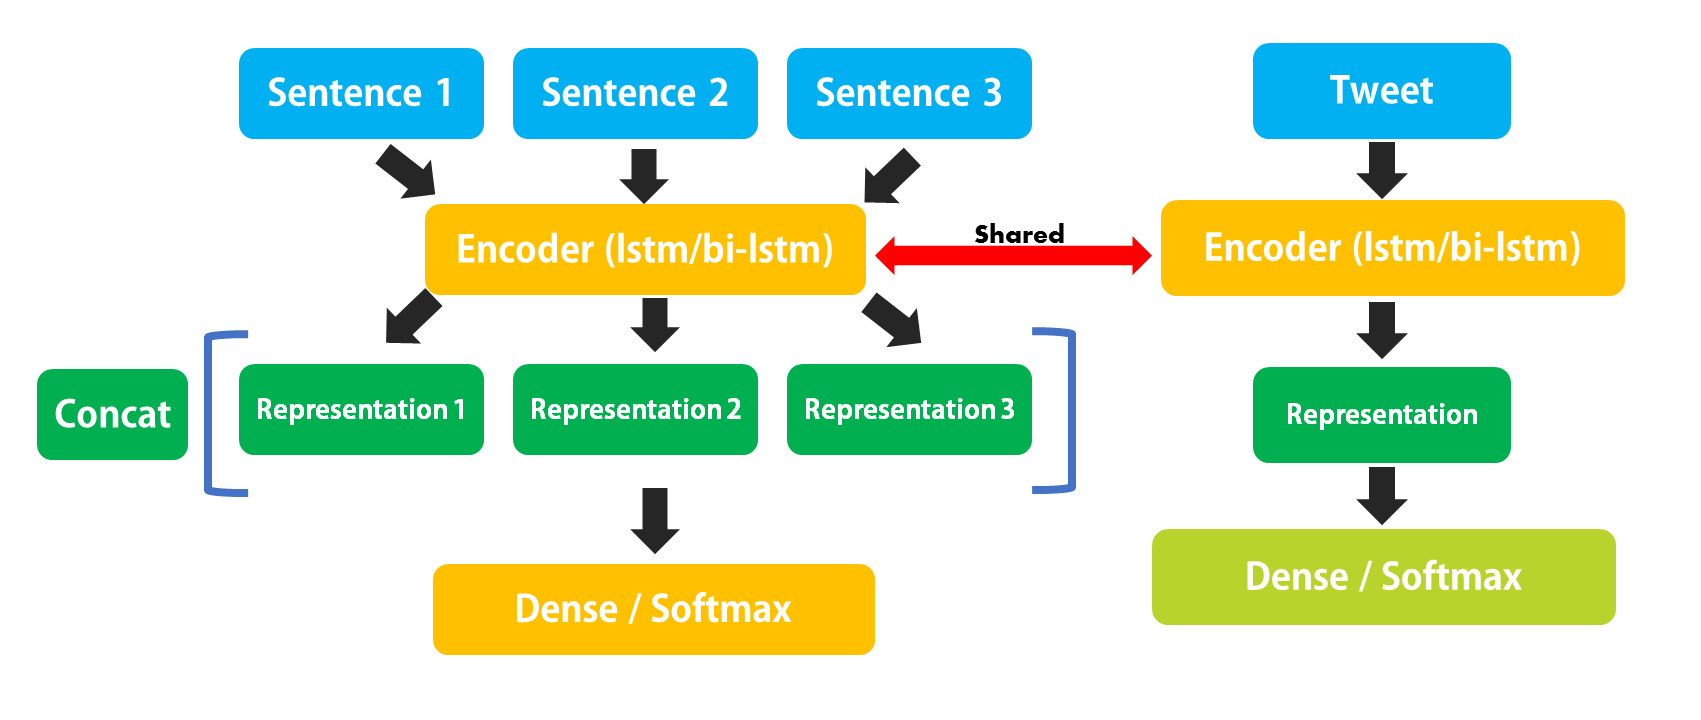 Sentence 1
Sentence 2
Sentence 3
Tweet
Encoder (lstm/bi-lstm)
Shared
Encoder (lstm/bi-lstm)
Concat
Representation 1
Representation 2
Representation 3
Representation
Dense / Softmax
Dense / Softmax